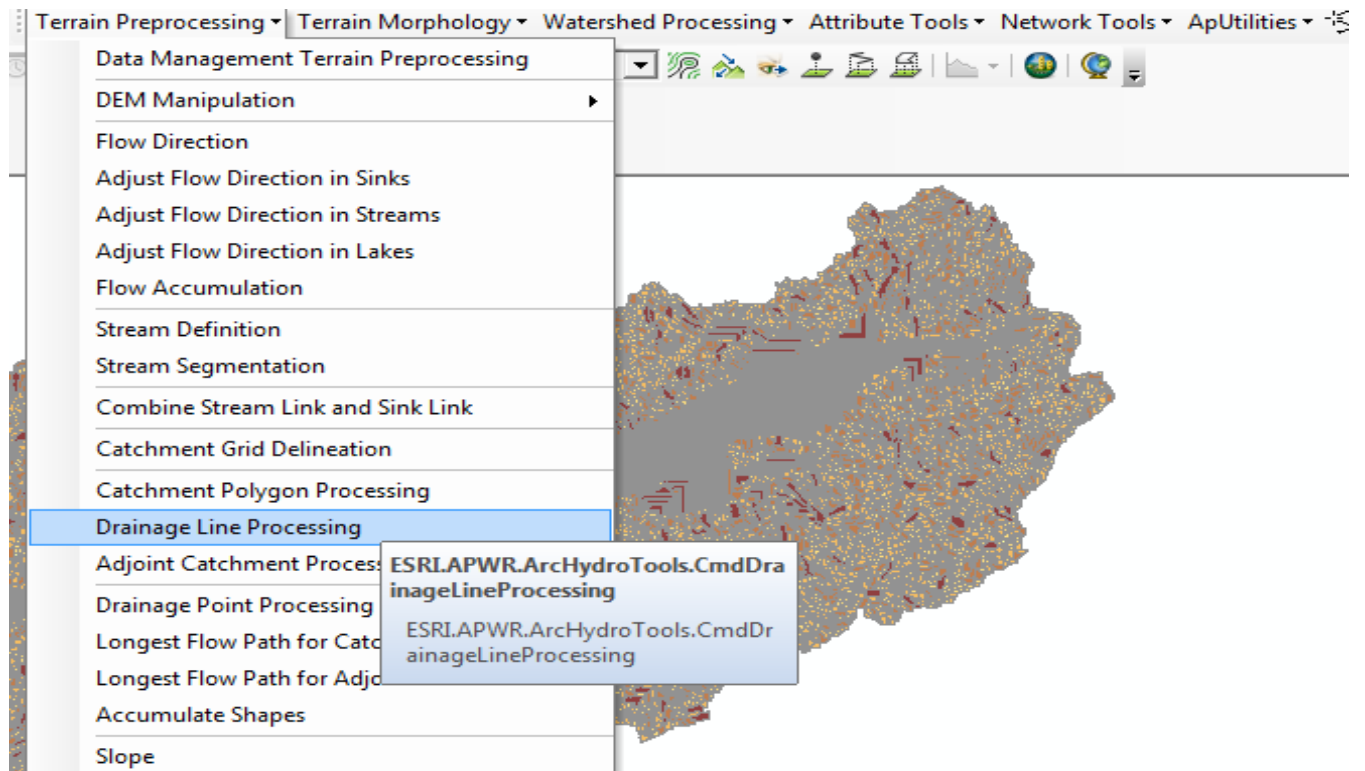 Terrain Preprocessing Terrain Morphology Watershed Processing Attribute Tools Network Tools ApUtilities
Data Management Terrain Preprocessing
DEM Manipulation
Flow Direction
Adjust Flow Direction in Sinks
Adjust Flow Direction in Streams
Adjust Flow Direction in Lakes
Flow Accumulation
Stream Definition
Stream Segmentation
Combine Stream Link and Sink Link
Catchment Grid Delineation
Catchment Polygon Processing
Drainage Line Processing
Adjoint Catchment Process
ESRI.APWR.ArcHydroTools.CmdDra
inageLineProcessing
ESRI.APWR.ArcHydroTools.CmdDr
ainageLineProcessing
Drainage Point Processing
Longest Flow Path for Catc
Longest Flow Path for Adjo
Accumulate Shapes
Slope